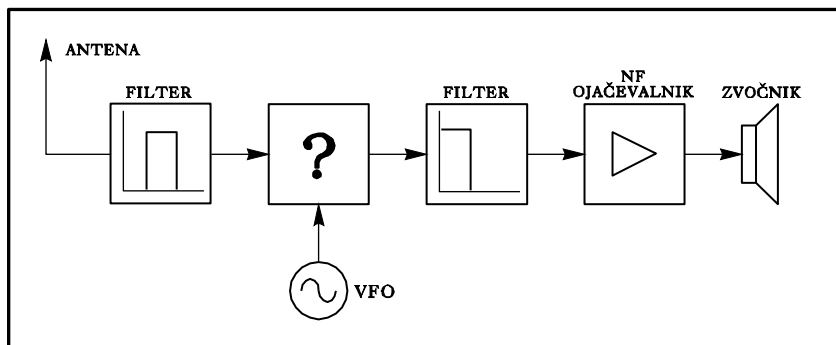 ANTENA
FILTER
?
VFO
FILTER
NF
OJAČEVALNIK
ZVOČNIK